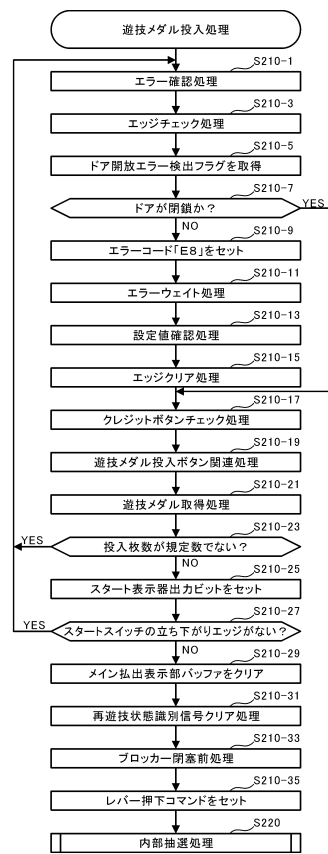 遊技メダル投入処理
S210-1
エラー確認処理
S210-3
エッジチェック処理
S210-5
ドア開放エラー検出フラグを取得
S210-7
ドアが閉鎖か?
YES
NO
S210-9
エラーコード「E8」をセット
S210-11
エラーウェイト処理
S210-13
設定値確認処理
S210-15
エッジクリア処理
S210-17
クレジットボタンチェック処理
S210-19
遊技メダル投入ボタン関連処理
S210-21
遊技メダル取得処理
S210-23
YES
投入枚数が規定数でない?
NO
S210-25
スタート表示器出力ビットをセット
S210-27
YES
スタートスイッチの立ち下がりエッジがない?
NO
S210-29
メイン払出表示部バッファをクリア
S210-31
再遊技状態識別信号クリア処理
S210-33
ブロッカー閉塞前処理
S210-35
レバー押下コマンドをセット
S220
内部抽選処理